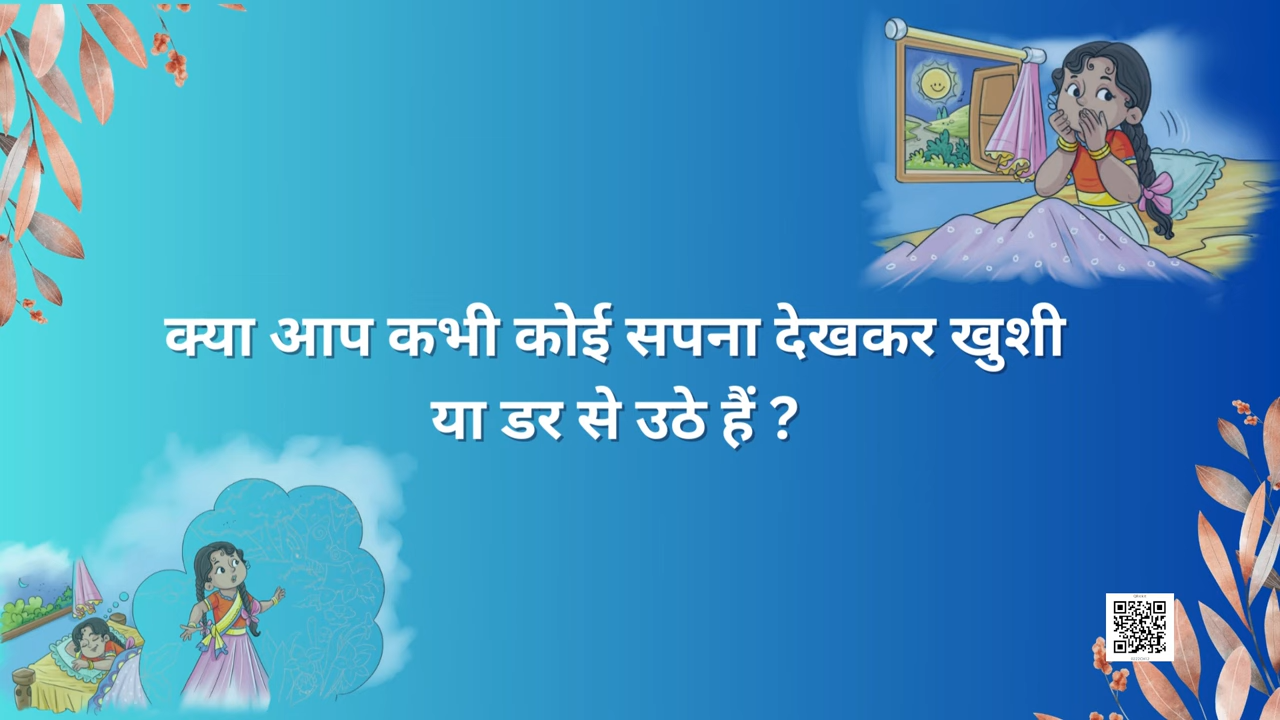 क्या आप कभी कोई सपना देखकर खुशी
या डर से उठे हैं ?